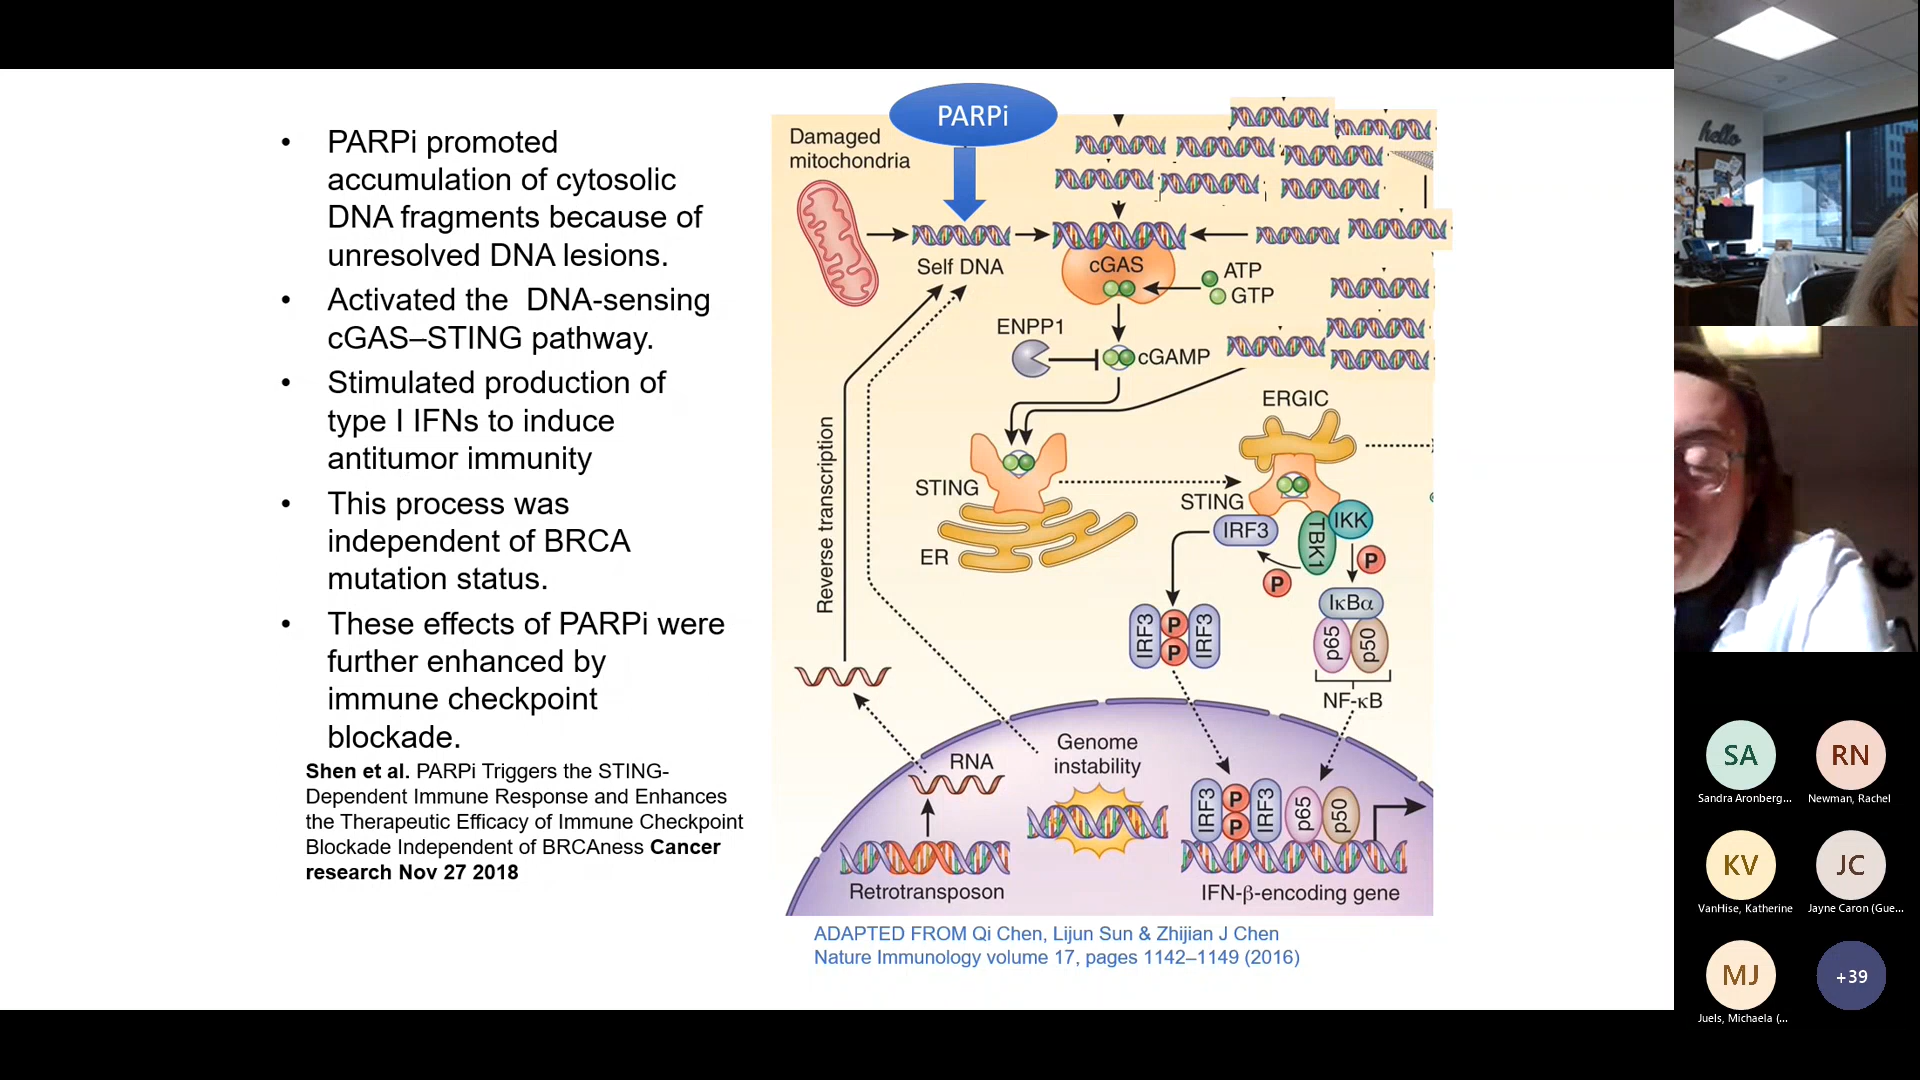 • PARPi promoted
accumulation of cytosolic
DNA fragments because of
unresolved DNA lesions.
• Activated the DNA-sensing
cGAS–STING pathway.
• Stimulated production of
type I IFNs to induce
antitumor immunity
• This process was
independent of BRCA
mutation status.
• These effects of PARPi were
further enhanced by
immune checkpoint
blockade.
Shen et al. PARPi Triggers the STING-
Dependent Immune Response and Enhances
the Therapeutic Efficacy of Immune Checkpoint
Blockade Independent of BRCAness Cancer
research Nov 27 2018
PARPi
Damaged
mitochondria
Self DNA
cGAS
ATP
GTP
ENPP1
cGAMP
ERGIC
Reverse transcription
STING
STING
ER
IRF3
TBK1
IKK
P
P
IκBα
p65
p50
IRF3
P
P
IRF3
NF-κB
RNA
Genome
instability
IRF3
P
P
IRF3
p65
p50
Retrotransposon
IFN-β-encoding gene
ADAPTED FROM Qi Chen, Lijun Sun & Zhijian J Chen
Nature Immunology volume 17, pages 1142–1149 (2016)
hello
SA
Sandra Aronberg...
RN
Newman, Rachel
KV
VanHise, Katherine
JC
Jayne Caron (Gue...
MJ
Juels, Michaela (...
+39